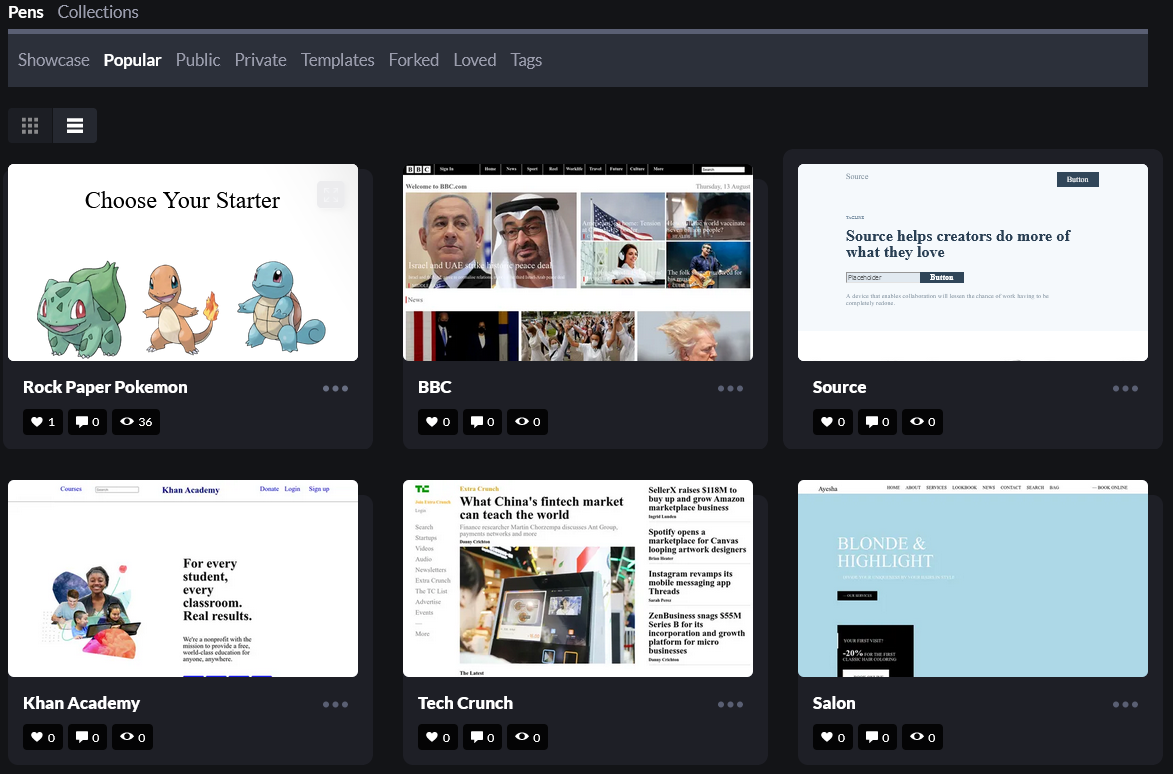 Pens Collections
Showcase Popular Public Private Templates Forked Loved Tags
Choose Your Starter
Rock Paper Pokemon
1 0 36
BBC Sign In Home News Sport Reel Worklife Travel Future Culture More Search
Welcome to BBC.com Thursday, 13 August
Israel and UAE strike historic peace deal
News
BBC
0 0 0
Source Button
TAGLINE
Source helps creators do more of
what they love
Placeholder Button
A device that enables collaboration will lessen the chance of work having to be
completely redone.
Source
0 0 0
Courses Search Khan Academy Donate Login Sign up
For every
student,
every
classroom.
Real results.
We're a nonprofit with the
mission to provide a free,
world-class education for
anyone, anywhere.
Khan Academy
0 0 0
TC
Join Extra Crunch
Login
Search
Startups
Videos
Audio
Newsletters
Extra Crunch
The TC List
Advertise
Events
—
More
Extra Crunch
What China's fintech market
can teach the world
Finance researcher Martin Chorzempa discusses Ant Group,
payments networks and more
Danny Crichton
The Latest
SellerX raises $118M to
buy up and grow Amazon
marketplace business
Ingrid Lunden
Spotify opens a
marketplace for Canvas
looping artwork designers
Brian Heater
Instagram revamps its
mobile messaging app
Threads
Sarah Perez
ZenBusiness snags $55M
Series B for its
incorporation and growth
platform for micro
businesses
Danny Crichton
Tech Crunch
0 0 0
Ayesha HOME ABOUT SERVICES LOOKBOOK NEWS CONTACT SEARCH BAG — BOOK ONLINE
BLONDE &
HIGHLIGHT
— OUR SERVICES
YOUR FIRST VISIT?
-20% FOR THE FIRST
CLASSIC HAIR COLORING
Salon
0 0 0